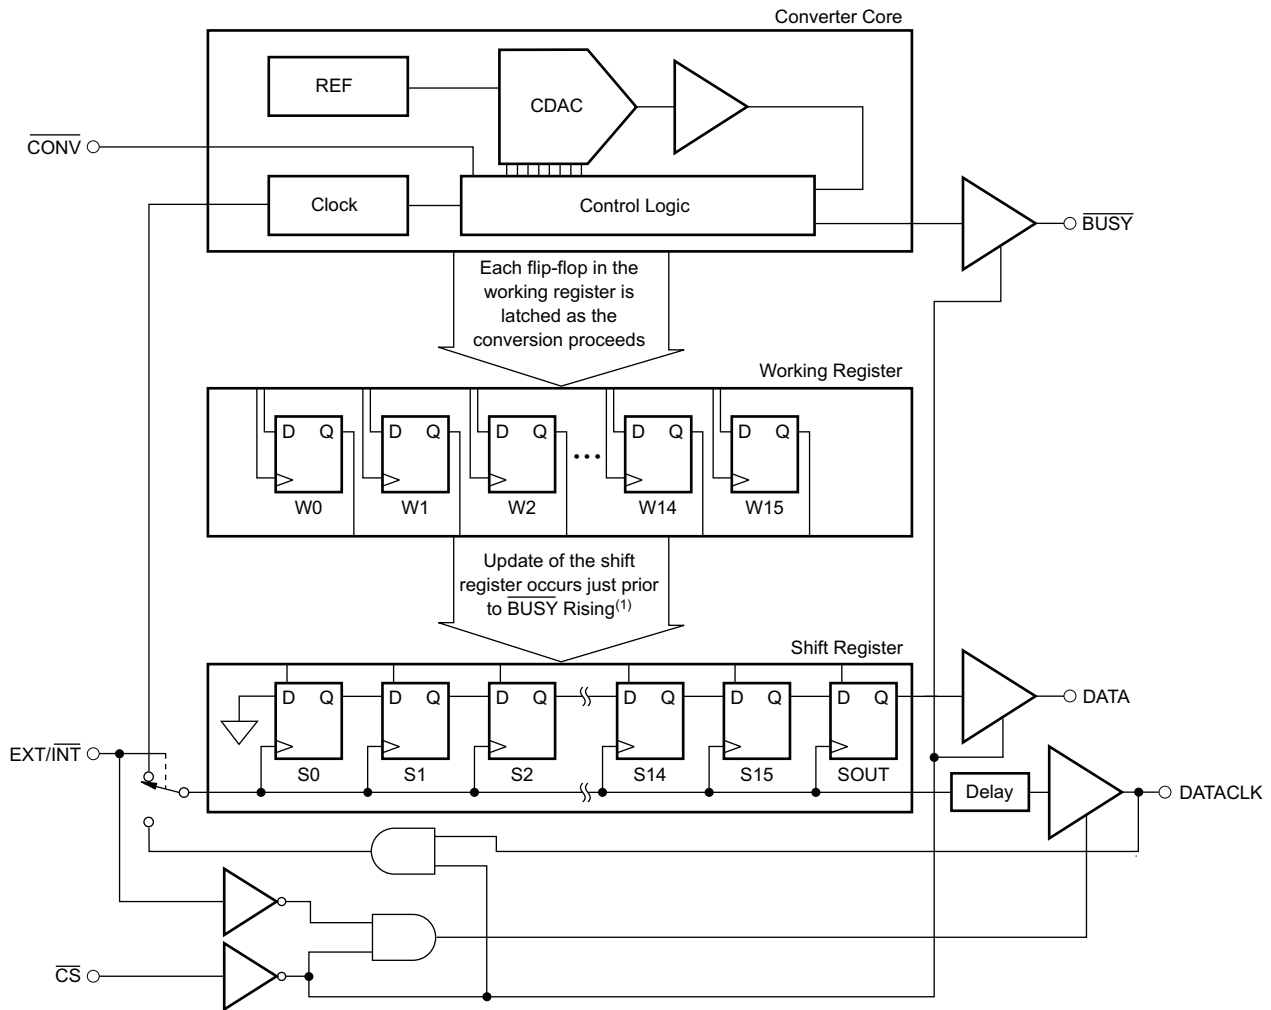 Converter Core
REF
CDAC
CONV
Clock
Control Logic
BUSY
Each flip-flop in the
working register is
latched as the
conversion proceeds
Working Register
D Q
D Q
D Q
...
D Q
D Q
W0
W1
W2
W14
W15
Update of the shift
register occurs just prior
to BUSY Rising(1)
Shift Register
D Q
D Q
D Q
D Q
D Q
D Q
DATA
EXT/INT
S0
S1
S2
S14
S15
SOUT
Delay
DATACLK
CS